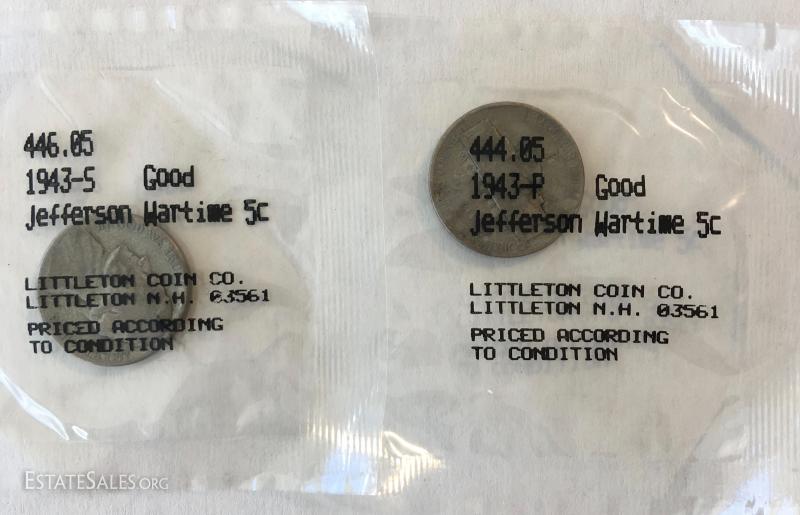 446.05
1943-S Good
Jefferson Wartime 5c
LITTLETON COIN CO.
LITTLETON N.H. 03561
PRICED ACCORDING
TO CONDITION
444.05
1943-P Good
Jefferson Wartime 5c
LITTLETON COIN CO.
LITTLETON N.H. 03561
PRICED ACCORDING
TO CONDITION
ESTATESALES.ORG